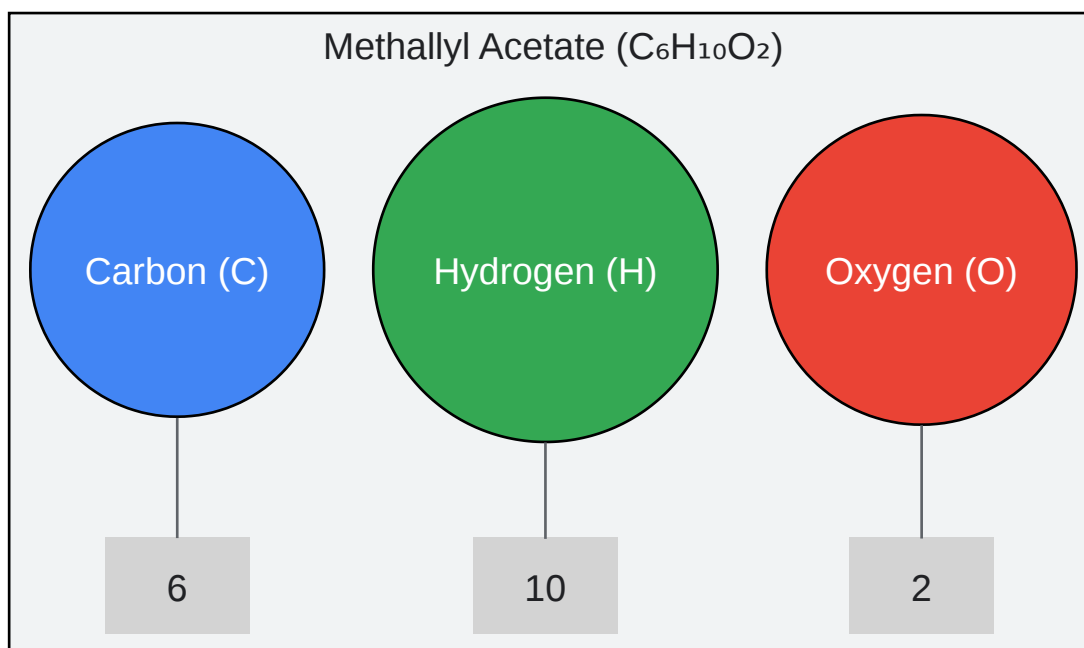 Methallyl Acetate (C₆H₁₀O₂)
Carbon (C)
Hydrogen (H)
Oxygen (O)
6
10
2